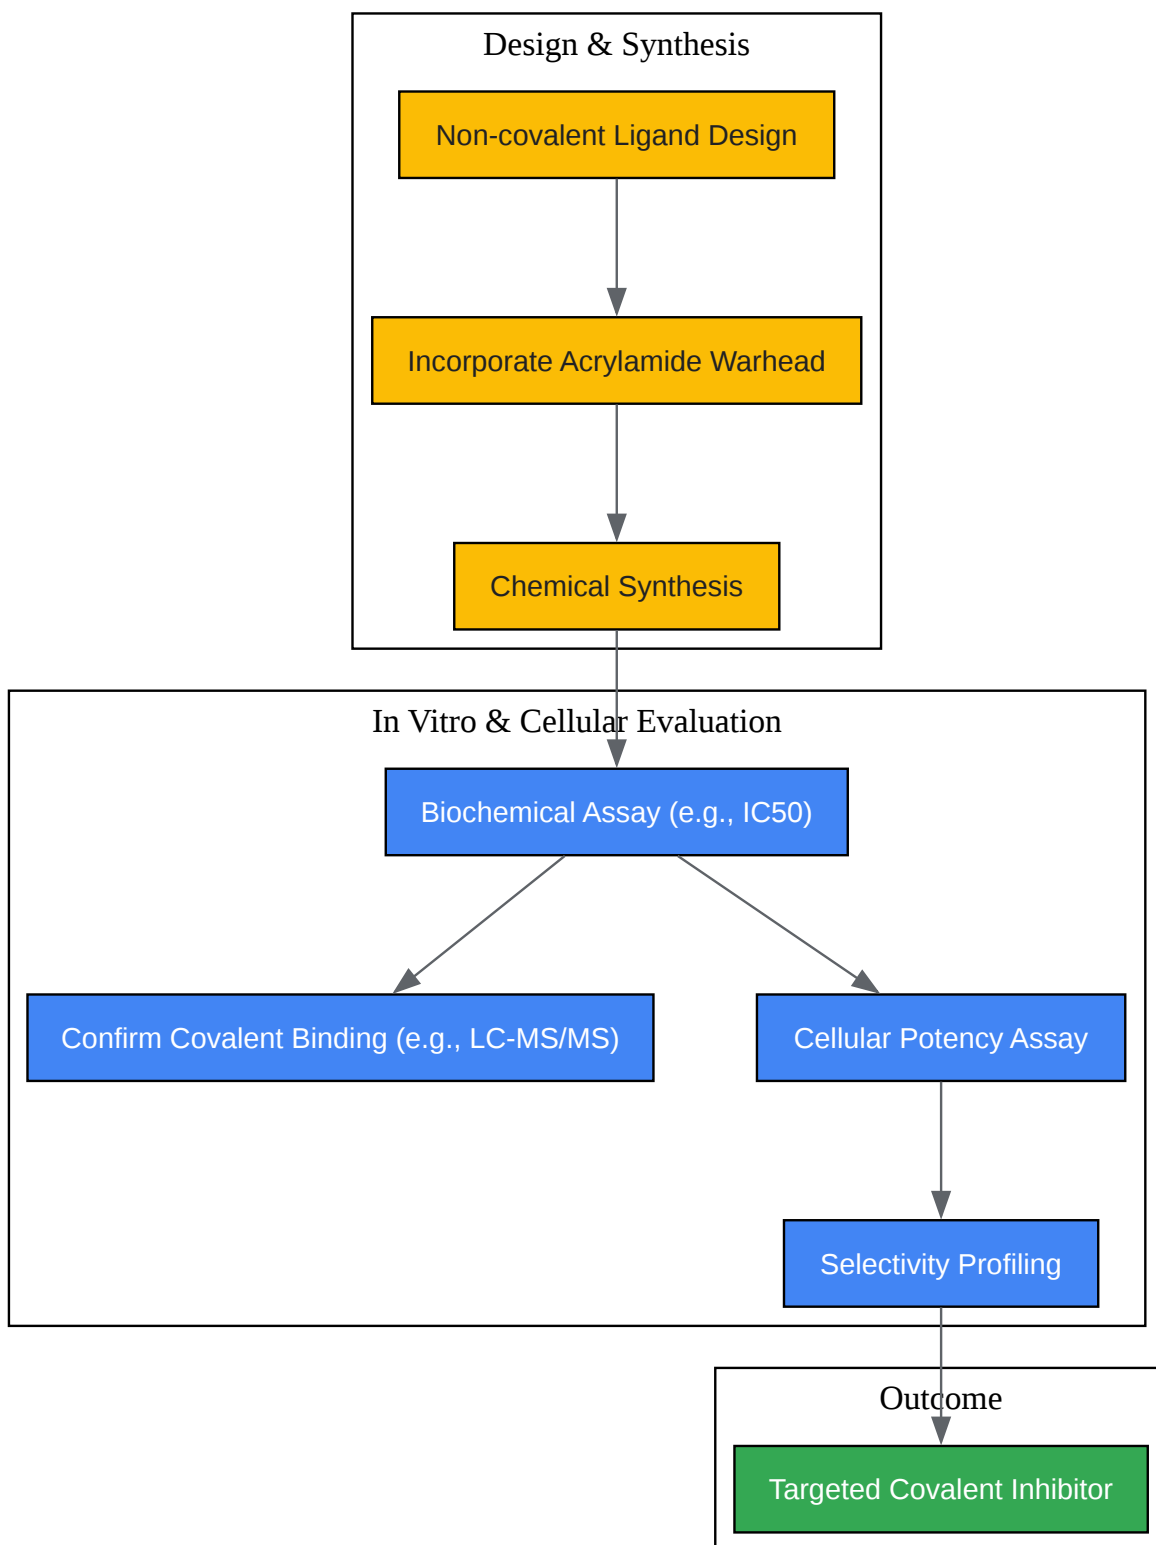 Design & Synthesis
Non-covalent Ligand Design
Incorporate Acrylamide Warhead
Chemical Synthesis
In Vitro & Cellular Evaluation
Biochemical Assay (e.g., IC50)
Confirm Covalent Binding (e.g., LC-MS/MS)
Cellular Potency Assay
Selectivity Profiling
Outcome
Targeted Covalent Inhibitor